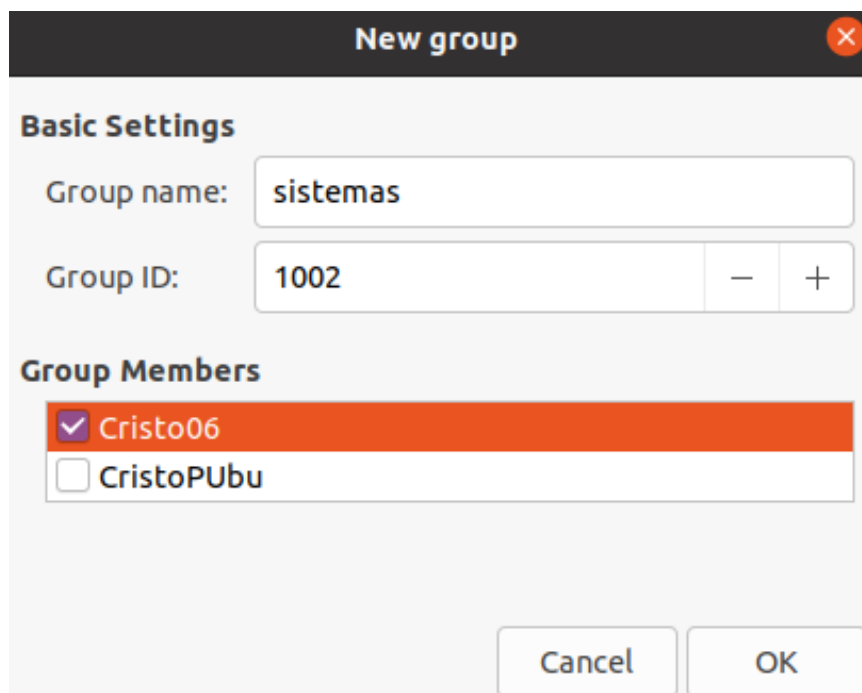 New group
Basic Settings
Group name: sistemas
Group ID: 1002 − +
Group Members
Cristo06
CristoPUbu
Cancel OK